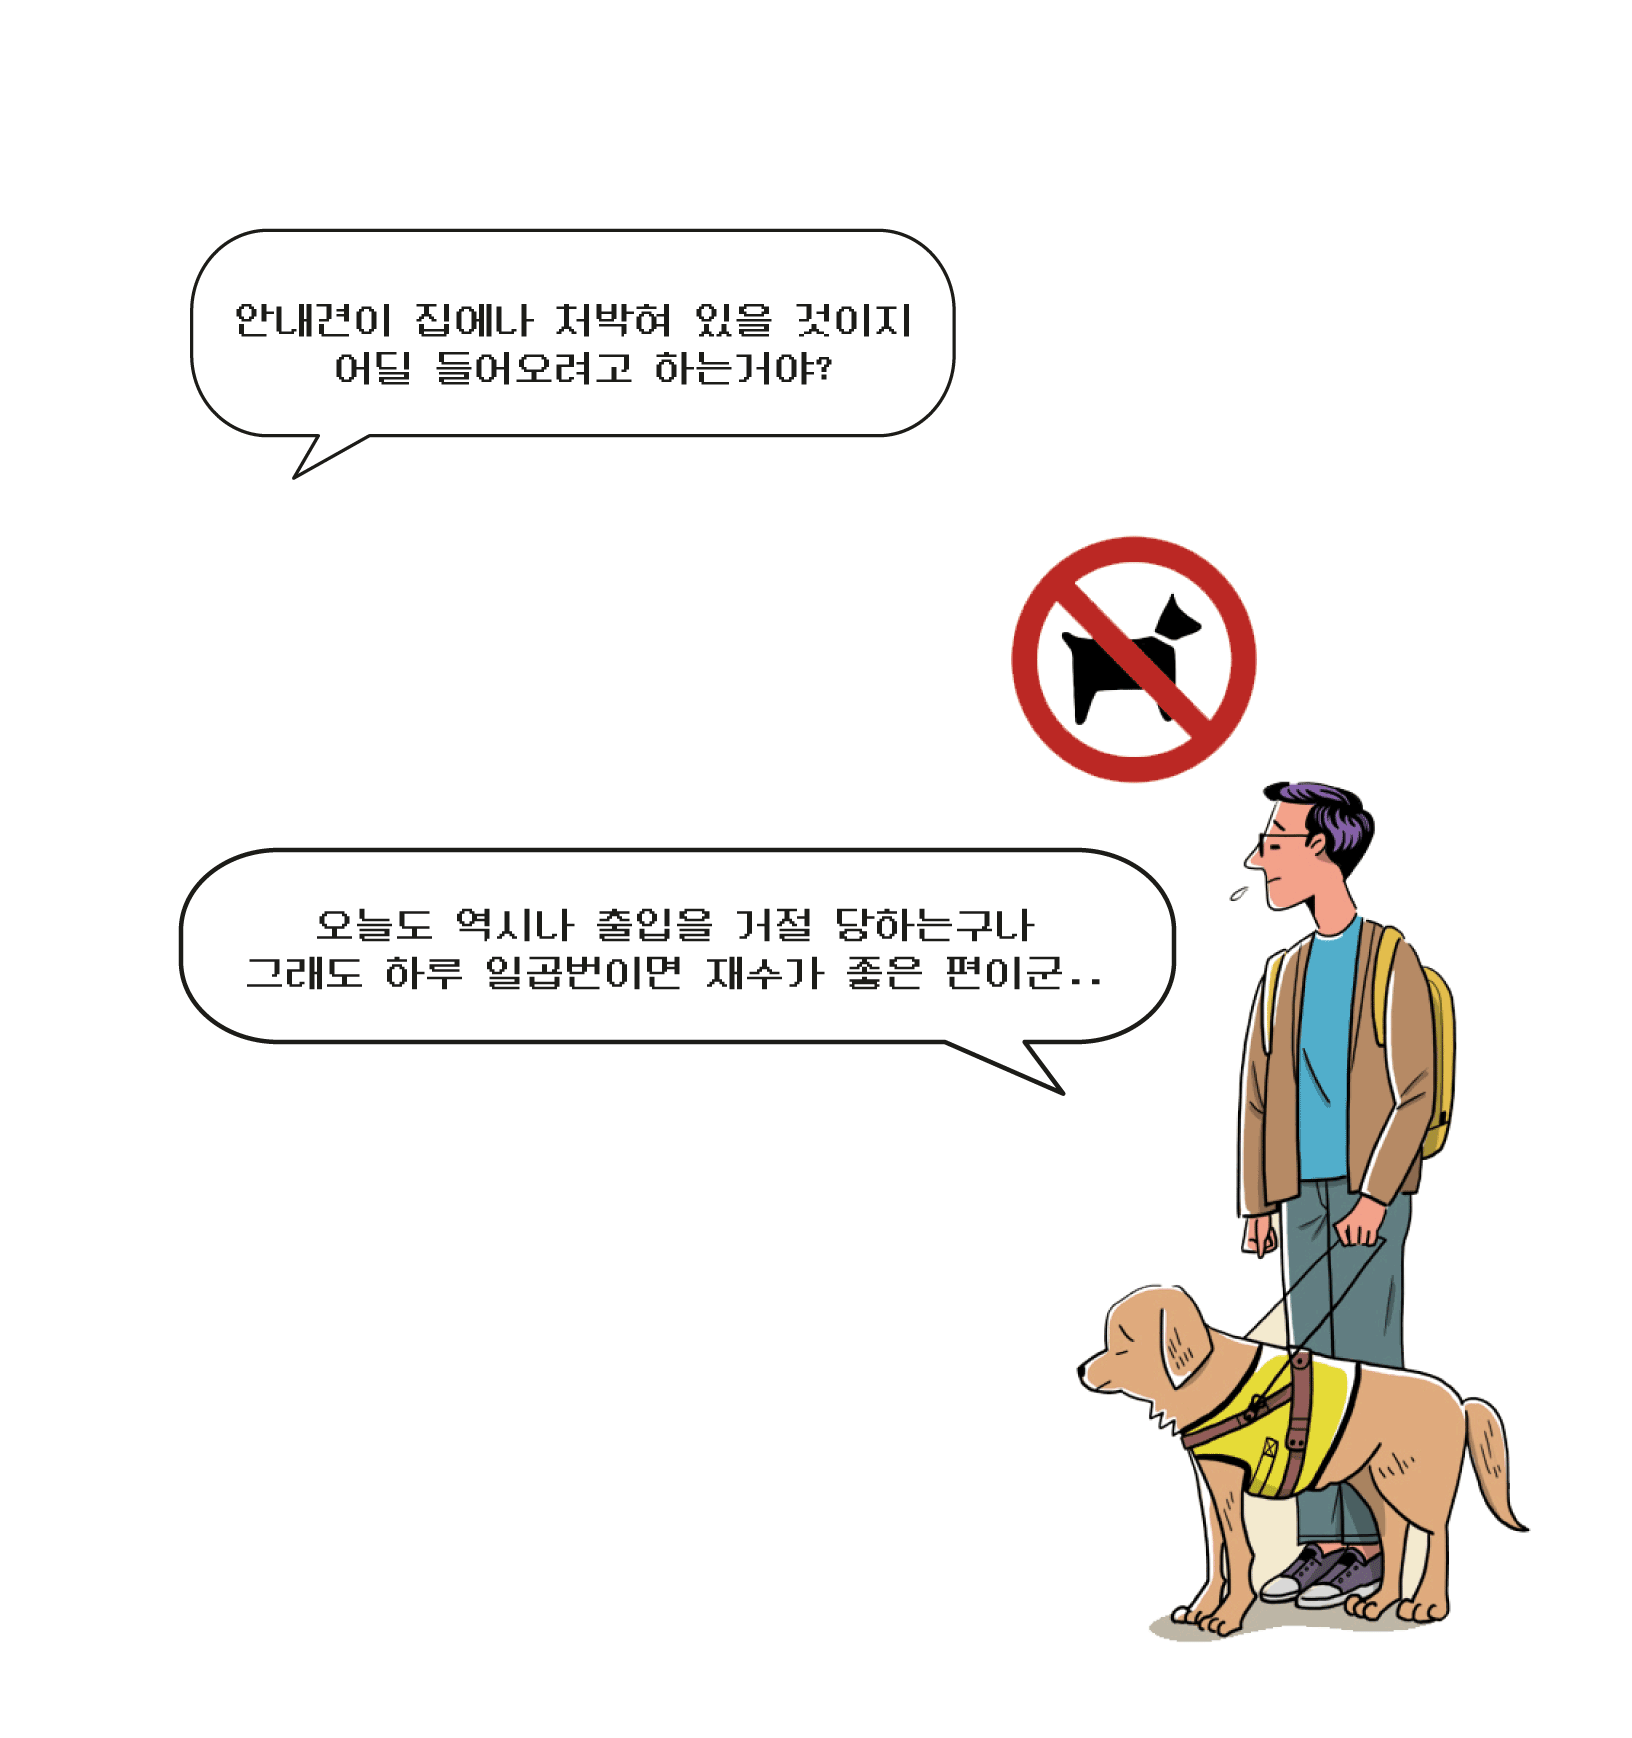 안내견이 집에나 처박혀 있을 것이지
어딜 들어오려고 하는거야?
오늘도 역시나 출입을 거절 당하는구나
그래도 하루 일곱번이면 재수가 좋은 편이군..